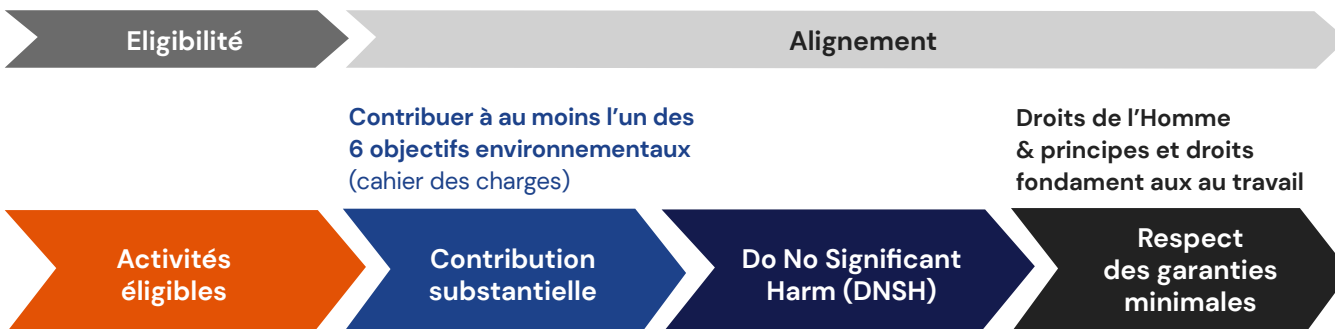 Eligibilité
Alignement
Contribuer à au moins l’un des
6 objectifs environnementaux
(cahier des charges)
Droits de l’Homme
& principes et droits
fondament aux au travail
Activités
éligibles
Contribution
substantielle
Do No Significant
Harm (DNSH)
Respect
des garanties
minimales